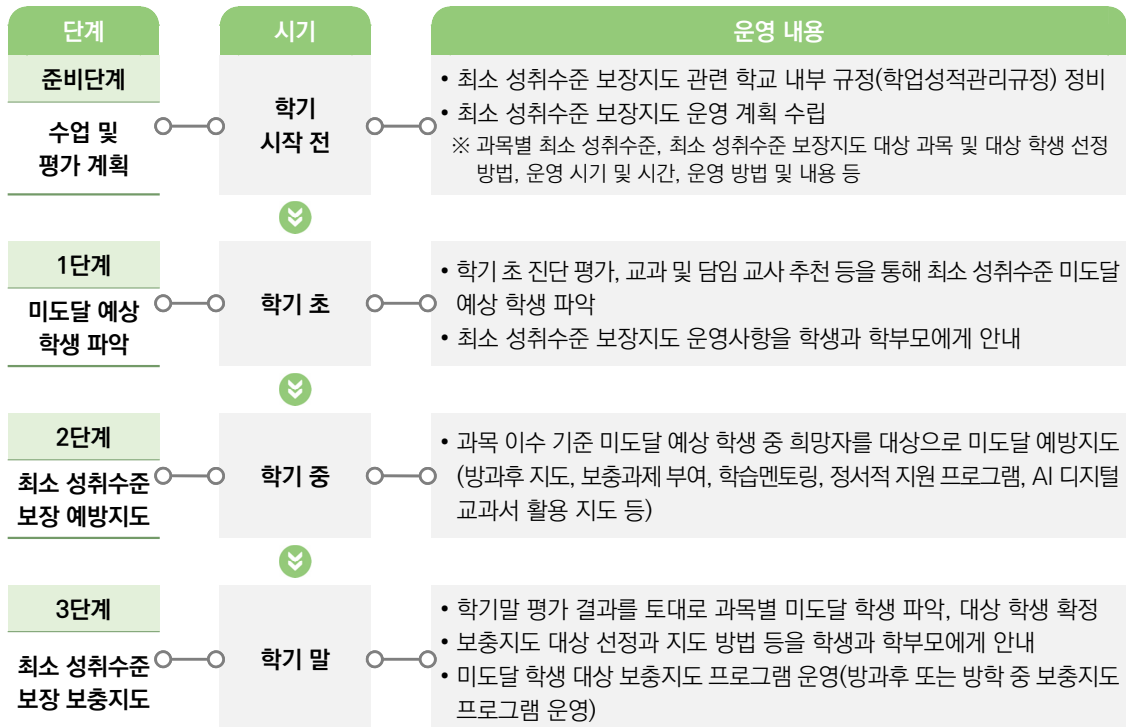 단계 시기 운영 내용
준비단계
수업 및
평가 계획
학기
시작 전
• 최소 성취수준 보장지도 관련 학교 내부 규정(학업성적관리규정) 정비
• 최소 성취수준 보장지도 운영 계획 수립
※ 과목별 최소 성취수준, 최소 성취수준 보장지도 대상 과목 및 대상 학생 선정
방법, 운영 시기 및 시간, 운영 방법 및 내용 등
1단계
미도달 예상
학생 파악
학기 초
• 학기 초 진단 평가, 교과 및 담임 교사 추천 등을 통해 최소 성취수준 미도달
예상 학생 파악
• 최소 성취수준 보장지도 운영사항을 학생과 학부모에게 안내
2단계
최소 성취수준
보장 예방지도
학기 중
• 과목 이수 기준 미도달 예상 학생 중 희망자를 대상으로 미도달 예방지도
(방과후 지도, 보충과제 부여, 학습멘토링, 정서적 지원 프로그램, AI 디지털
교과서 활용 지도 등)
3단계
최소 성취수준
보장 보충지도
학기 말
• 학기말 평가 결과를 토대로 과목별 미도달 학생 파악, 대상 학생 확정
• 보충지도 대상 선정과 지도 방법 등을 학생과 학부모에게 안내
• 미도달 학생 대상 보충지도 프로그램 운영(방과후 또는 방학 중 보충지도
프로그램 운영)